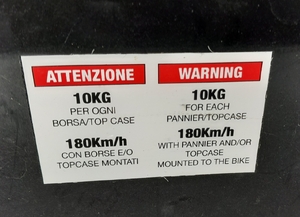 ATTENZIONE
10KG
PER OGNI
BORSA/TOP CASE
180Km/h
CON BORSE E/O
TOPCASE MONTATI
WARNING
10KG
FOR EACH
PANNIER/TOPCASE
180Km/h
WITH PANNIER AND/OR
TOPCASE
MOUNTED TO THE BIKE